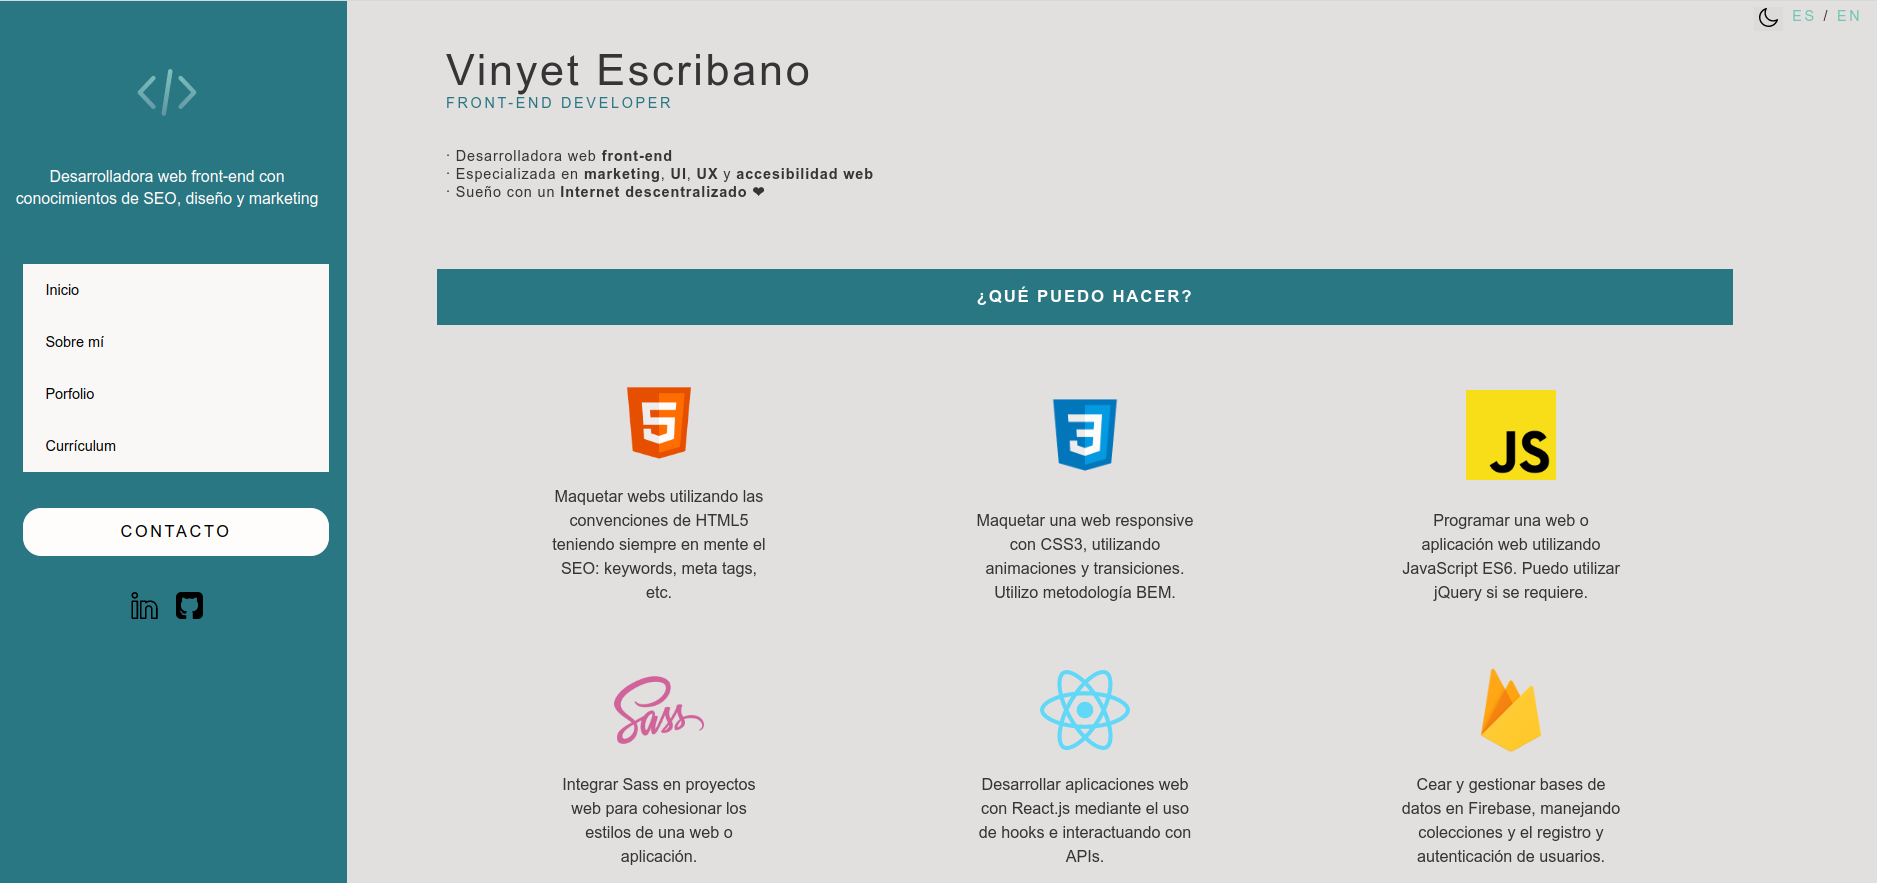 ES / EN
</>
Desarrolladora web front-end con
conocimientos de SEO, diseño y marketing
Inicio
Sobre mí
Porfolio
Currículum
CONTACTO
in
Vinyet Escribano
FRONT-END DEVELOPER
· Desarrolladora web front-end
· Especializada en marketing, UI, UX y accesibilidad web
· Sueño con un Internet descentralizado ❤
¿QUÉ PUEDO HACER?
5
Maquetar webs utilizando las
convenciones de HTML5
teniendo siempre en mente el
SEO: keywords, meta tags,
etc.
3
Maquetar una web responsive
con CSS3, utilizando
animaciones y transiciones.
Utilizo metodología BEM.
JS
Programar una web o
aplicación web utilizando
JavaScript ES6. Puedo utilizar
jQuery si se requiere.
Sass
Integrar Sass en proyectos
web para cohesionar los
estilos de una web o
aplicación.
Desarrollar aplicaciones web
con React.js mediante el uso
de hooks e interactuando con
APIs.
Cear y gestionar bases de
datos en Firebase, manejando
colecciones y el registro y
autenticación de usuarios.